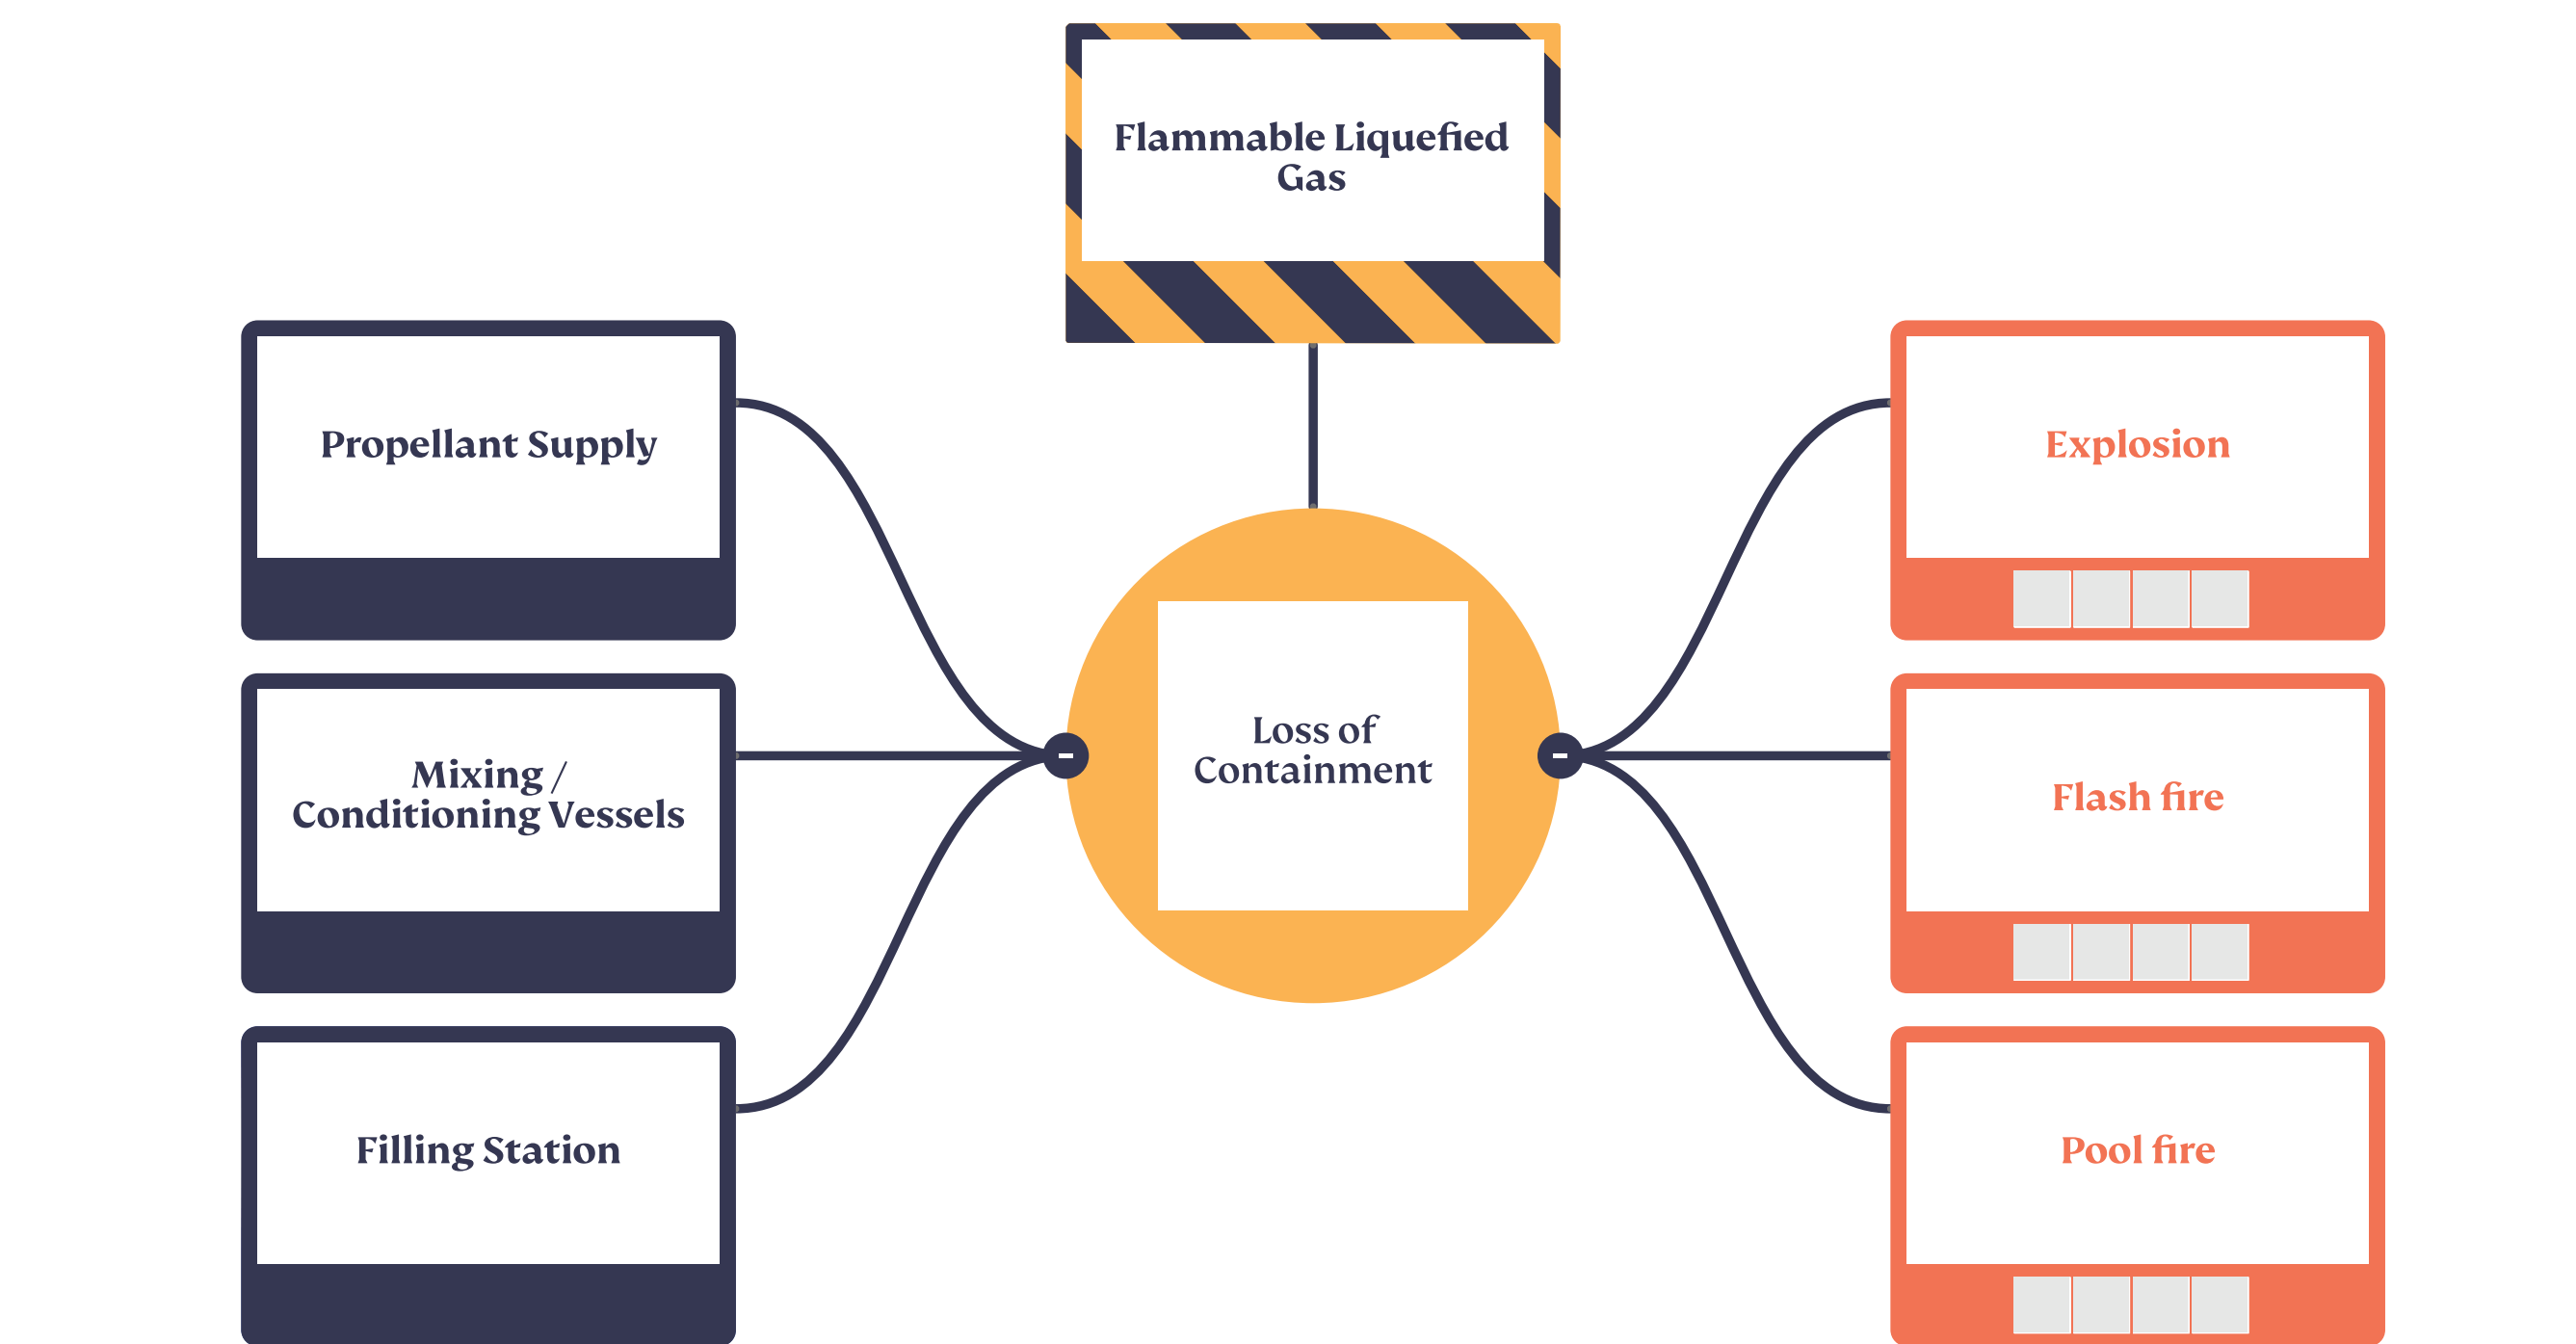 Flammable Liquefied
Gas
Propellant Supply
Explosion
Loss of
Containment
Mixing /
Conditioning Vessels
Flash fire
Filling Station
Pool fire